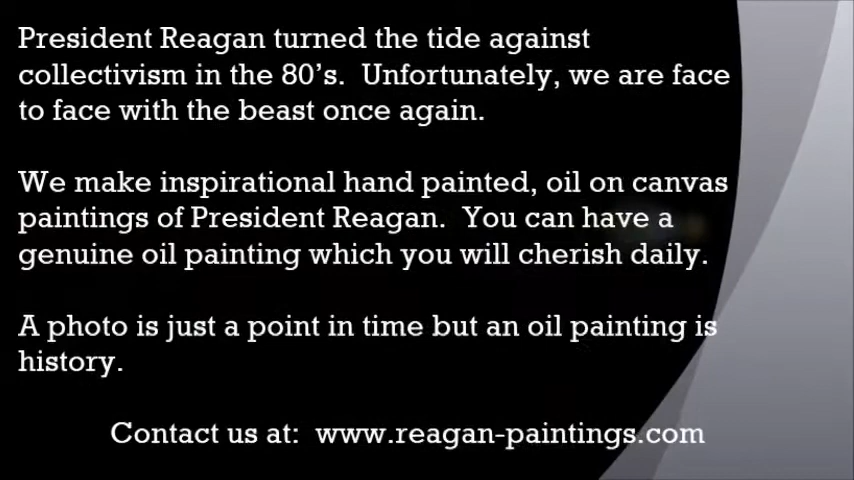 President Reagan turned the tide against
collectivism in the 80’s.  Unfortunately, we are face
to face with the beast once again.
We make inspirational hand painted, oil on canvas
paintings of President Reagan.  You can have a
genuine oil painting which you will cherish daily.
A photo is just a point in time but an oil painting is
history.
Contact us at:  www.reagan-paintings.com